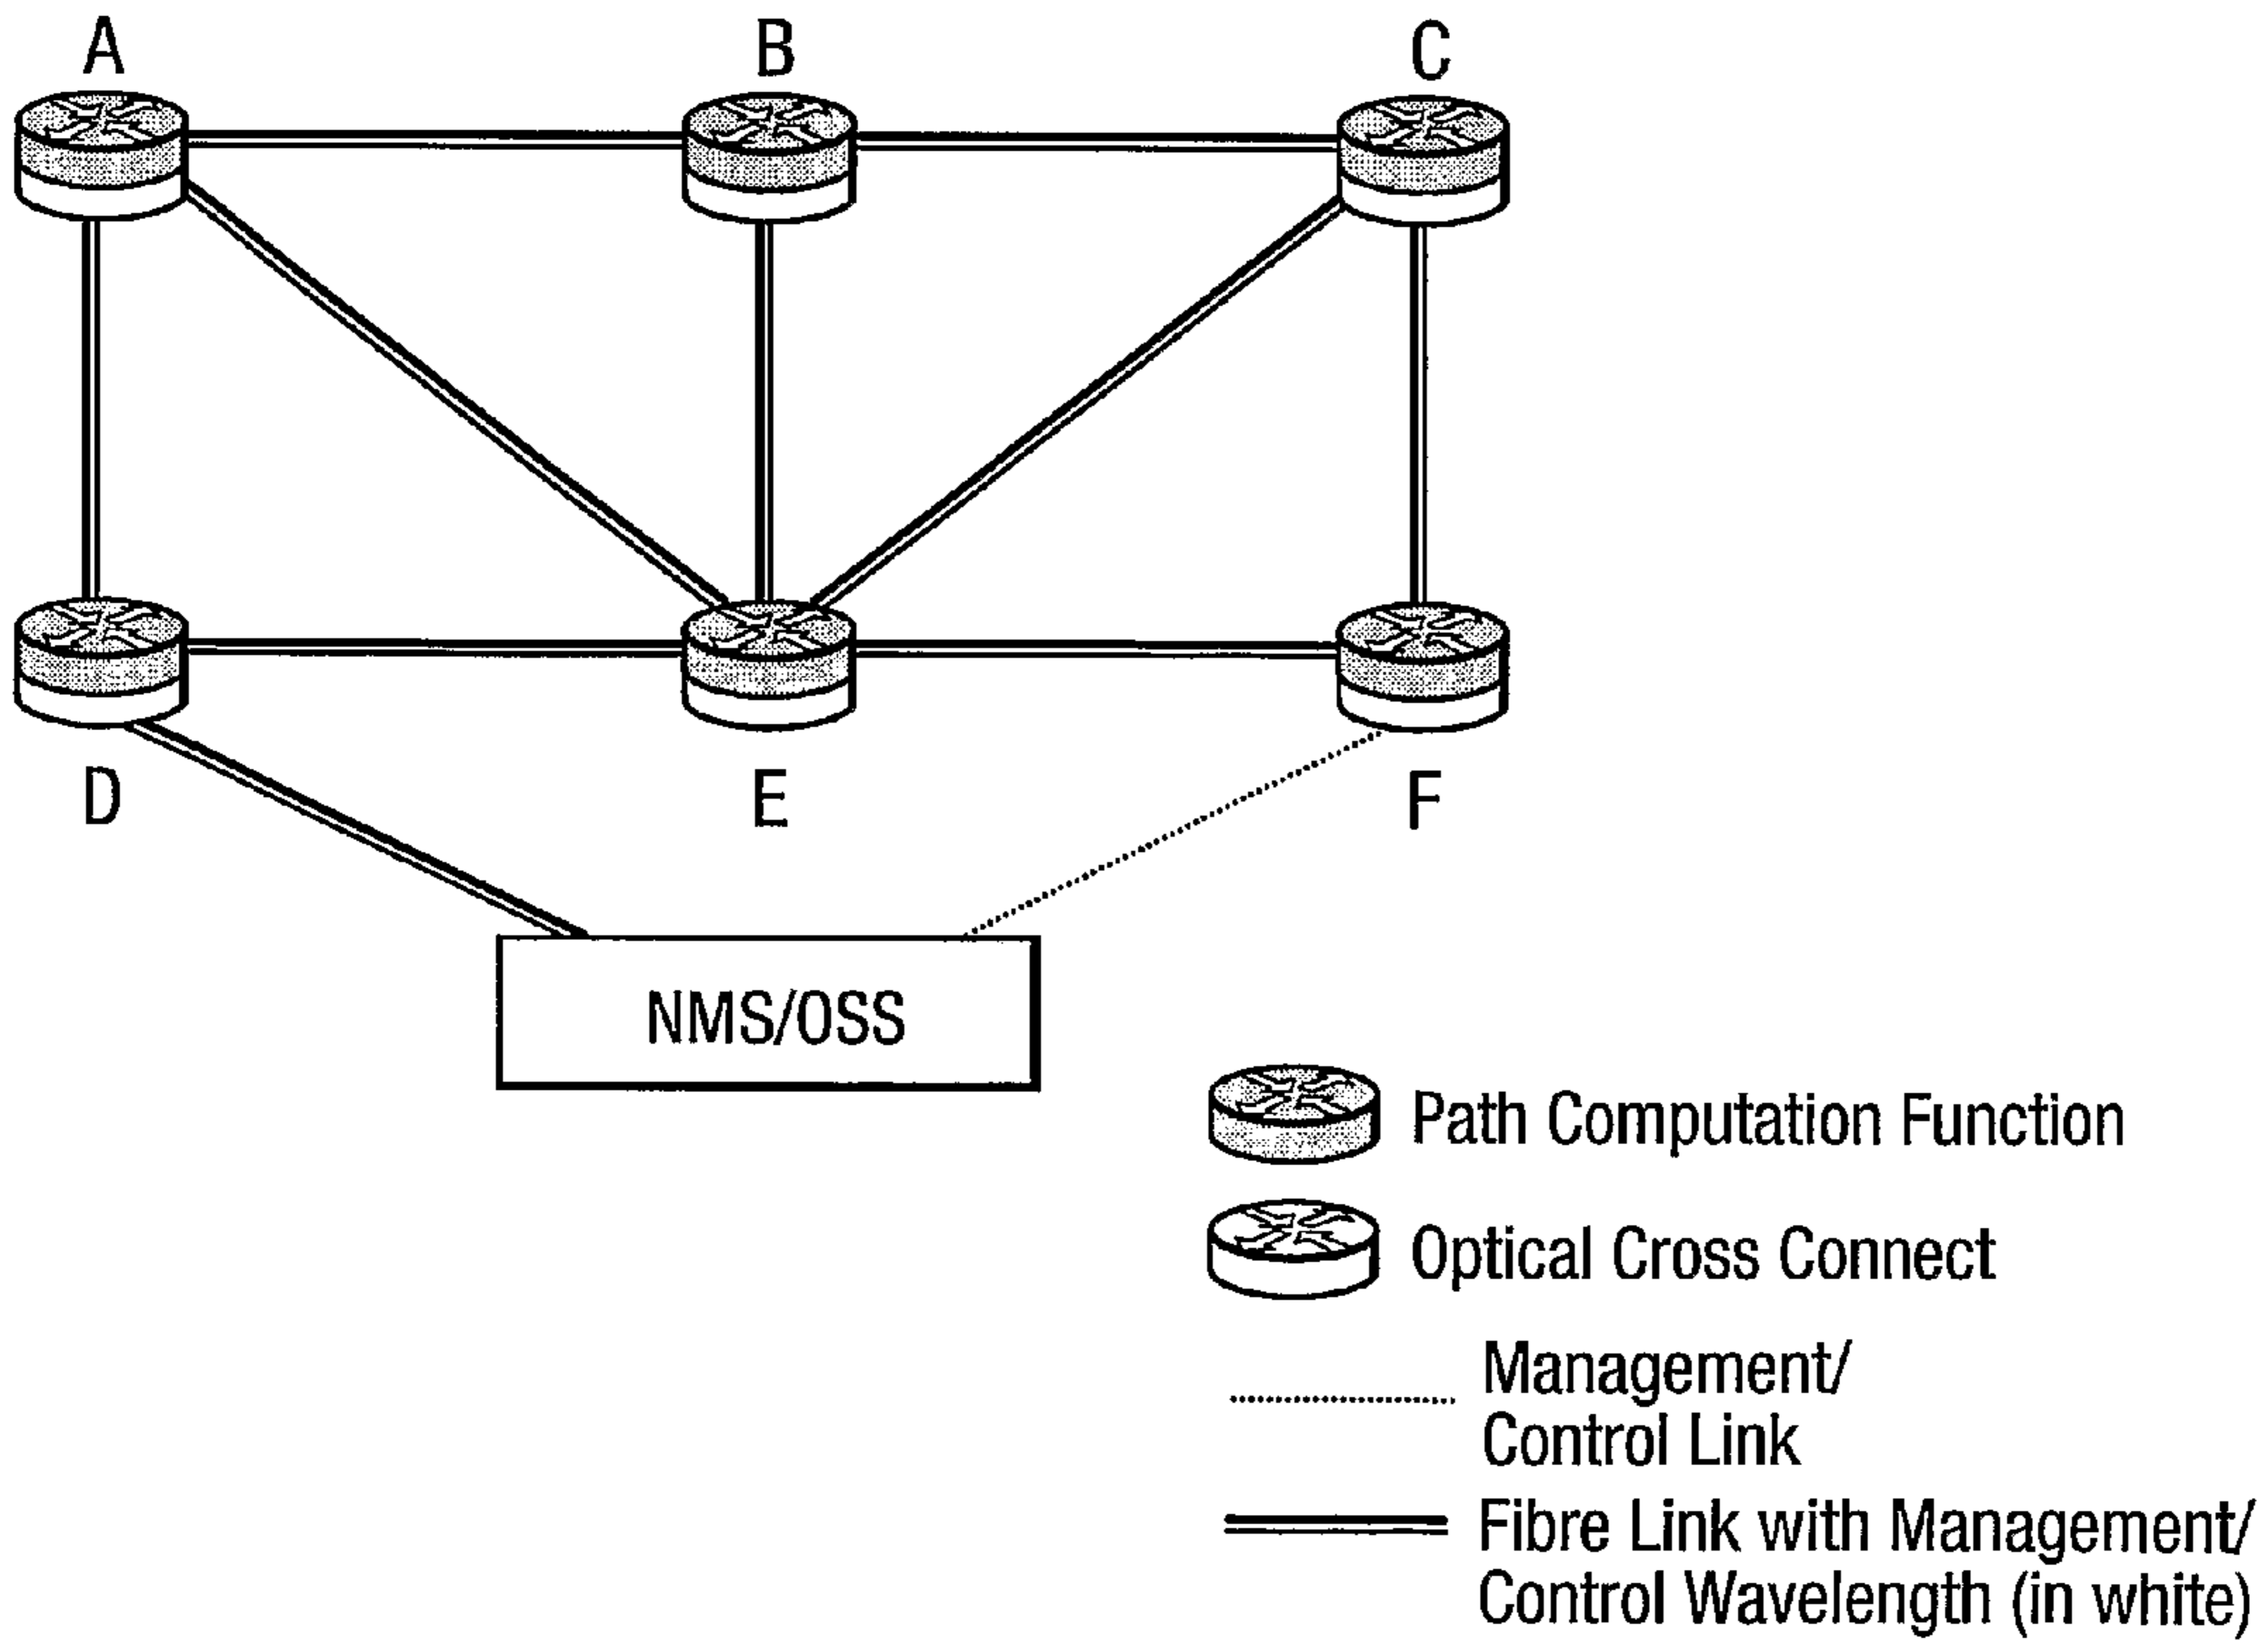 A
B
C
D
E
F
NMS/OSS
Path Computation Function
Optical Cross Connect
Management/
Control Link
Fibre Link with Management/
Control Wavelength (in white)